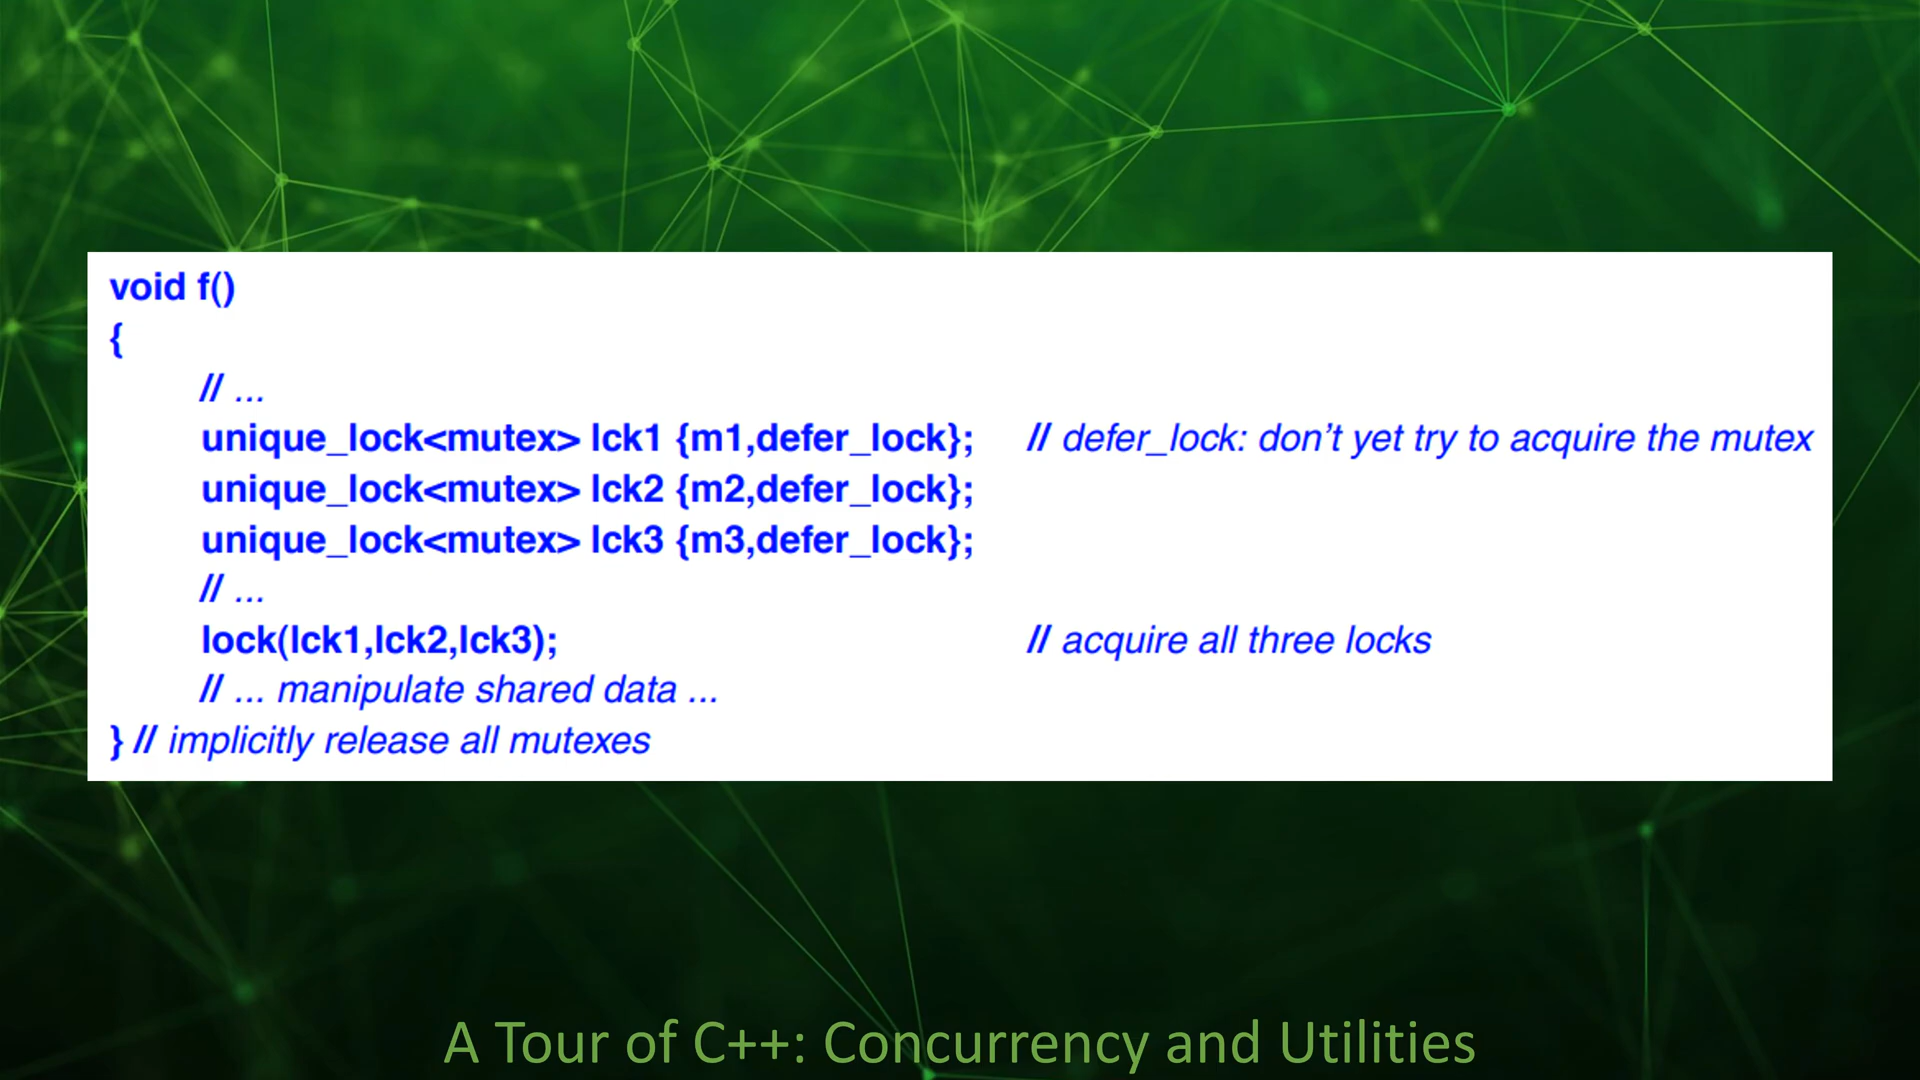 void f()
{
// ...
unique_lock<mutex> lck1 {m1,defer_lock}; // defer_lock: don’t yet try to acquire the mutex
unique_lock<mutex> lck2 {m2,defer_lock};
unique_lock<mutex> lck3 {m3,defer_lock};
// ...
lock(lck1,lck2,lck3); // acquire all three locks
// ... manipulate shared data ...
} // implicitly release all mutexes
A Tour of C++: Concurrency and Utilities